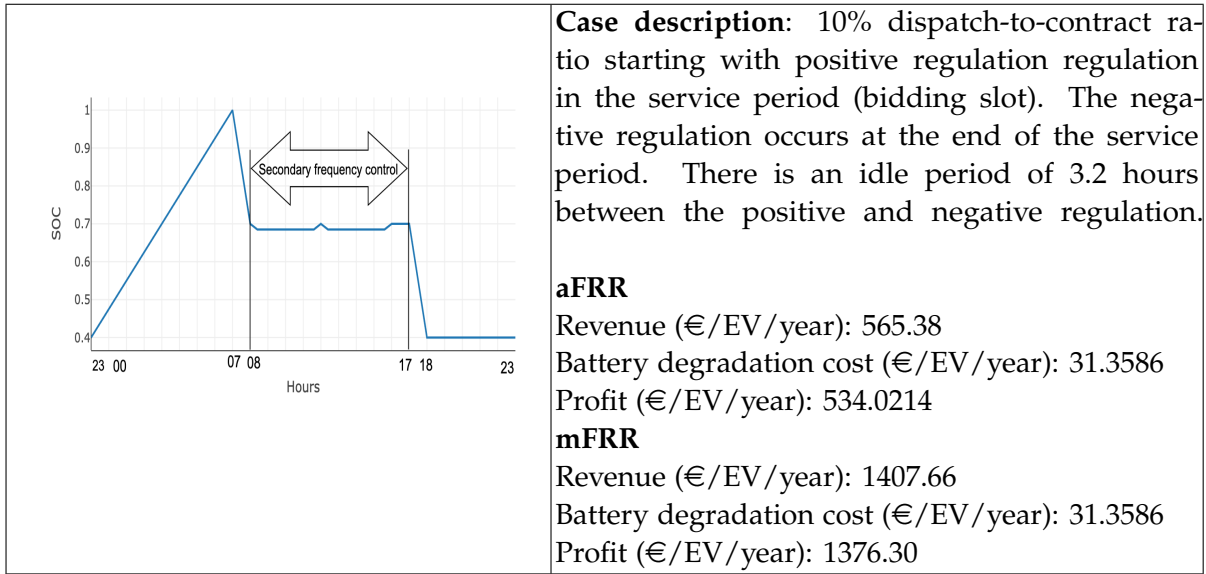 1
0.9
0.8
0.7
0.6
0.5
0.4
SOC
Secondary frequency control
23 00 07 08 17 18 23
Hours
Case description: 10% dispatch-to-contract ra-
tio starting with positive regulation regulation
in the service period (bidding slot). The nega-
tive regulation occurs at the end of the service
period. There is an idle period of 3.2 hours
between the positive and negative regulation.
aFRR
Revenue (€/EV/year): 565.38
Battery degradation cost (€/EV/year): 31.3586
Profit (€/EV/year): 534.0214
mFRR
Revenue (€/EV/year): 1407.66
Battery degradation cost (€/EV/year): 31.3586
Profit (€/EV/year): 1376.30